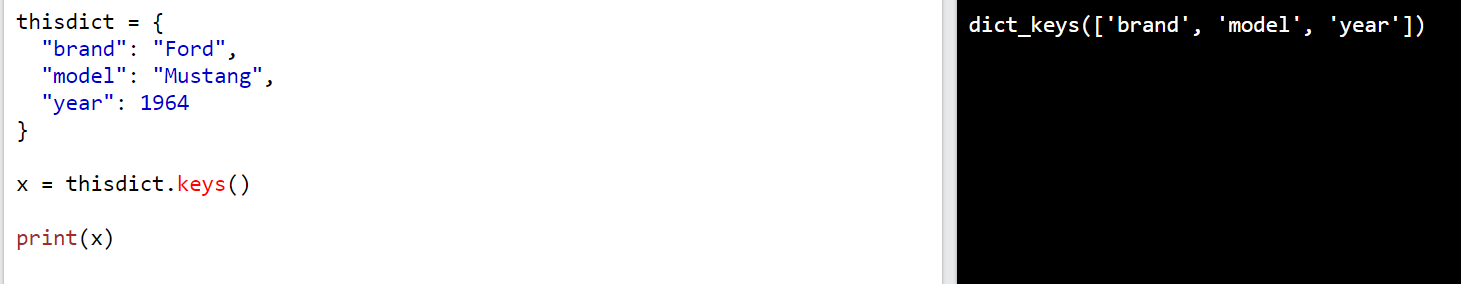 thisdict = {
  "brand": "Ford",
  "model": "Mustang",
  "year": 1964
}
x = thisdict.keys()
print(x)
dict_keys(['brand', 'model', 'year'])